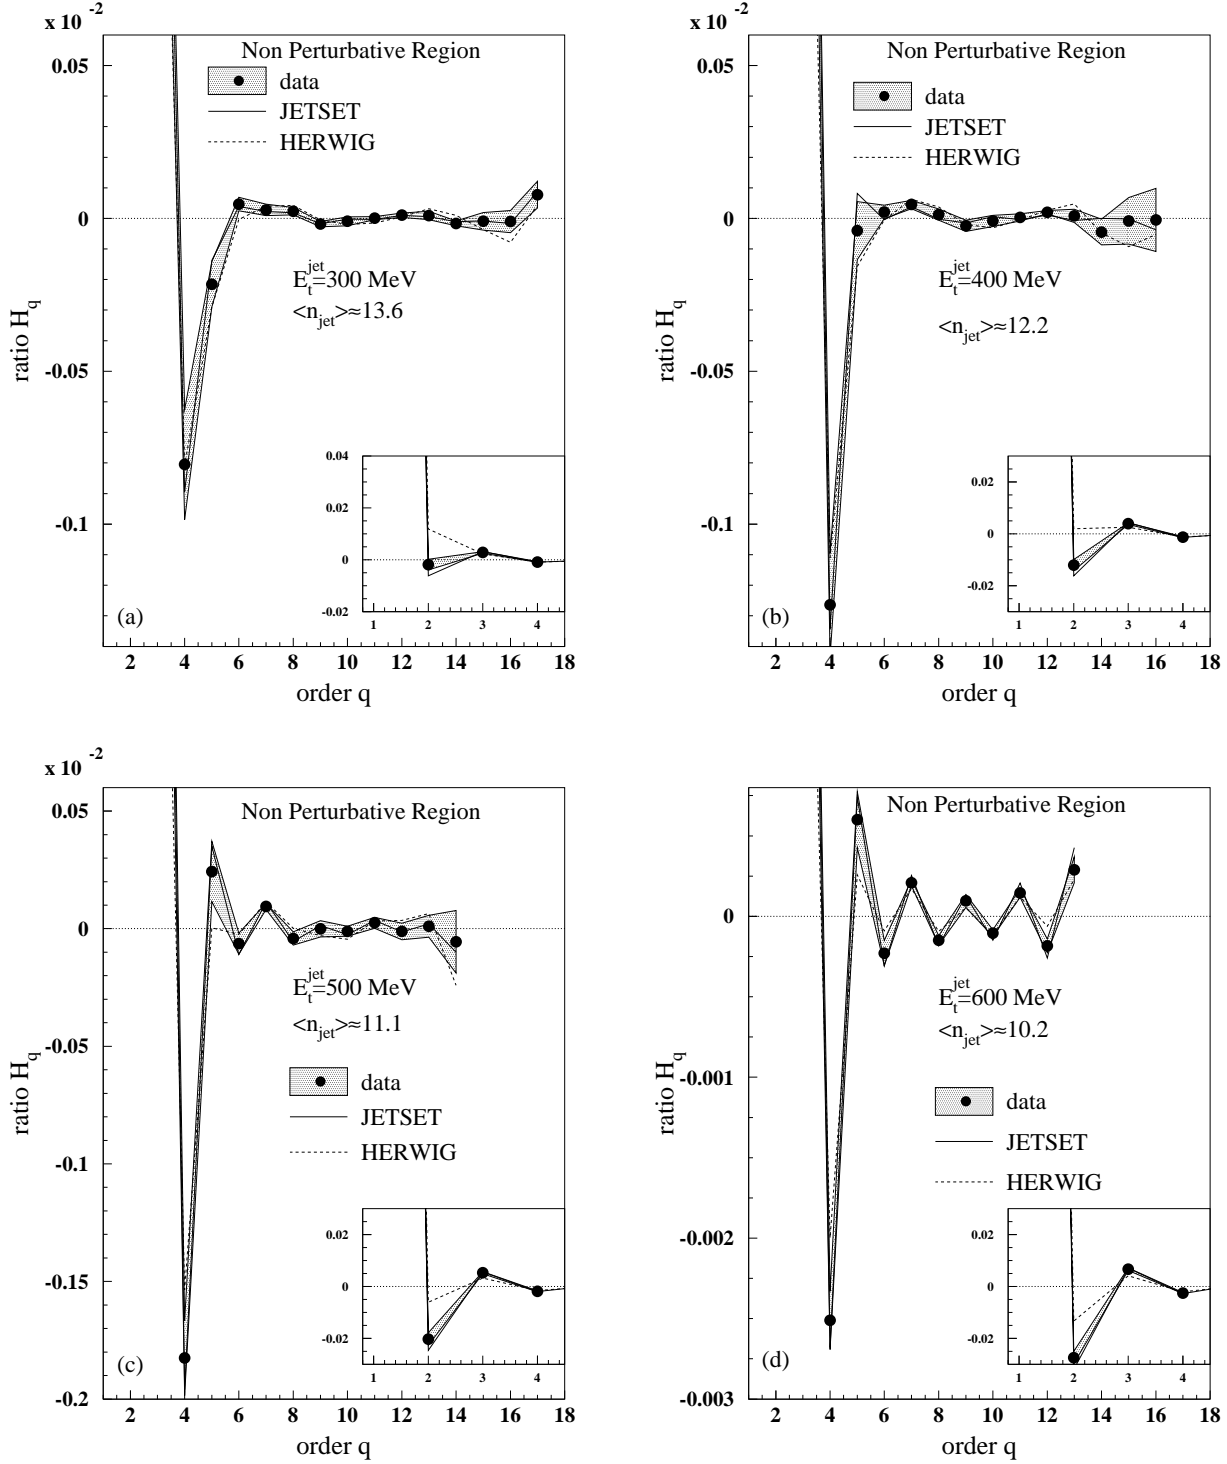 x 10 -2
Non Perturbative Region
data
JETSET
HERWIG
E_t^jet=300 MeV
<n_jet>≈13.6
ratio H_q
0.05
0
-0.05
-0.1
(a)
0.04
0.02
0
-0.02
1 2 3 4
2 4 6 8 10 12 14 16 18
order q
x 10 -2
Non Perturbative Region
data
JETSET
HERWIG
E_t^jet=400 MeV
<n_jet>≈12.2
ratio H_q
0.05
0
-0.05
-0.1
(b)
0.02
0
-0.02
1 2 3 4
2 4 6 8 10 12 14 16 18
order q
x 10 -2
Non Perturbative Region
E_t^jet=500 MeV
<n_jet>≈11.1
data
JETSET
HERWIG
ratio H_q
0.05
0
-0.05
-0.1
-0.15
-0.2
(c)
0.02
0
-0.02
1 2 3 4
2 4 6 8 10 12 14 16 18
order q
Non Perturbative Region
E_t^jet=600 MeV
<n_jet>≈10.2
data
JETSET
HERWIG
ratio H_q
0
-0.001
-0.002
-0.003
(d)
0.02
0
-0.02
1 2 3 4
2 4 6 8 10 12 14 16 18
order q